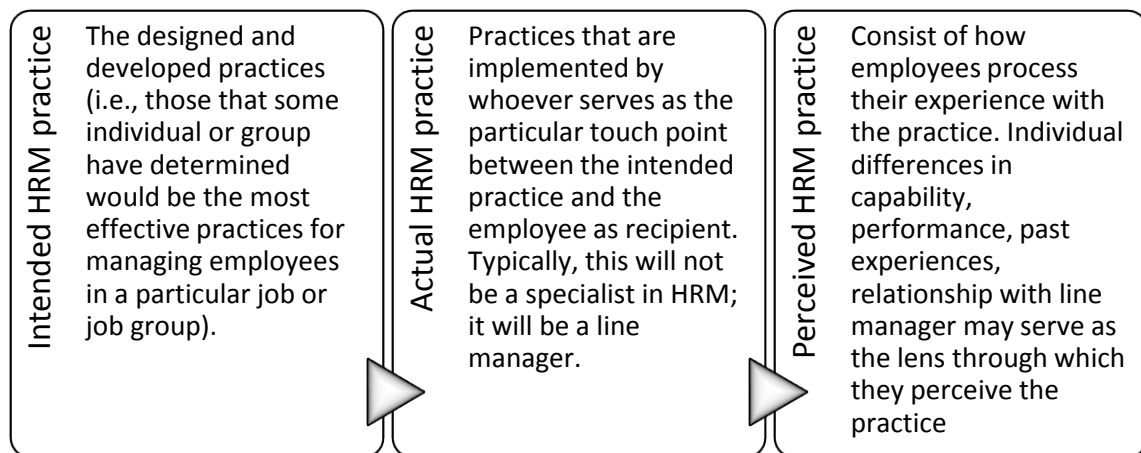 Intended HRM practice
The designed and
developed practices
(i.e., those that some
individual or group
have determined
would be the most
effective practices for
managing employees
in a particular job or
job group).
Actual HRM practice
Practices that are
implemented by
whoever serves as the
particular touch point
between the intended
practice and the
employee as recipient.
Typically, this will not
be a specialist in HRM;
it will be a line
manager.
Perceived HRM practice
Consist of how
employees process
their experience with
the practice. Individual
differences in
capability,
performance, past
experiences,
relationship with line
manager may serve as
the lens through which
they perceive the
practice